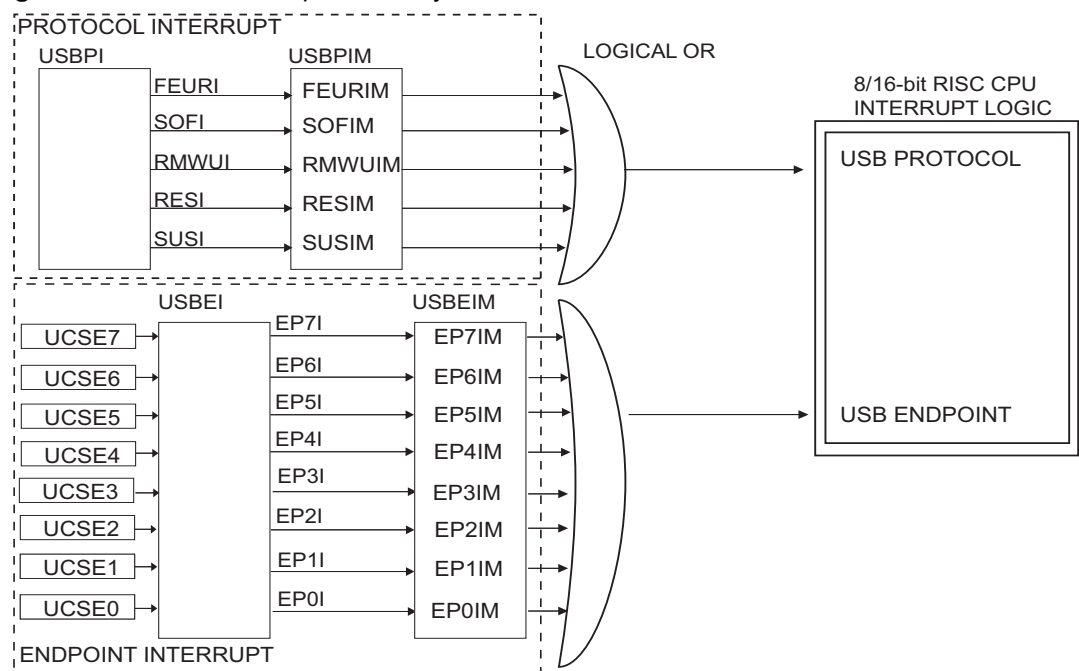 PROTOCOL INTERRUPT
USBPI
USBPIM
LOGICAL OR
8/16-bit RISC CPU
INTERRUPT LOGIC
FEURI
FEURIM
SOFI
SOFIM
RMWUI
RMWUIM
RESI
RESIM
SUSI
SUSIM
USB PROTOCOL
USB ENDPOINT
USBEI
USBEIM
UCSE7
EP7I
EP7IM
UCSE6
EP6I
EP6IM
UCSE5
EP5I
EP5IM
UCSE4
EP4I
EP4IM
UCSE3
EP3I
EP3IM
UCSE2
EP2I
EP2IM
UCSE1
EP1I
EP1IM
UCSE0
EP0I
EP0IM
ENDPOINT INTERRUPT